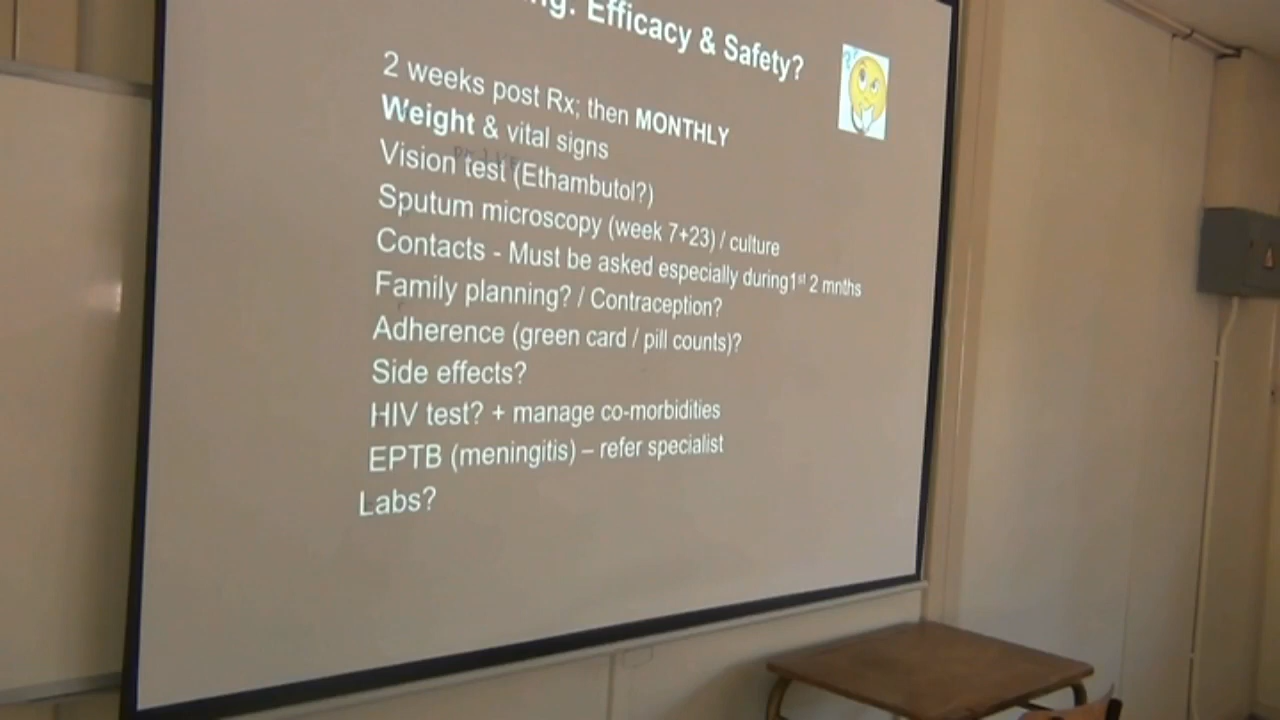 Efficacy & Safety?
2 weeks post Rx; then MONTHLY
Weight & vital signs
Vision test (Ethambutol?)
Sputum microscopy (week 7+23) / culture
Contacts - Must be asked especially during1st 2 mnths
Family planning? / Contraception?
Adherence (green card / pill counts)?
Side effects?
HIV test? + manage co-morbidities
EPTB (meningitis) – refer specialist
Labs?